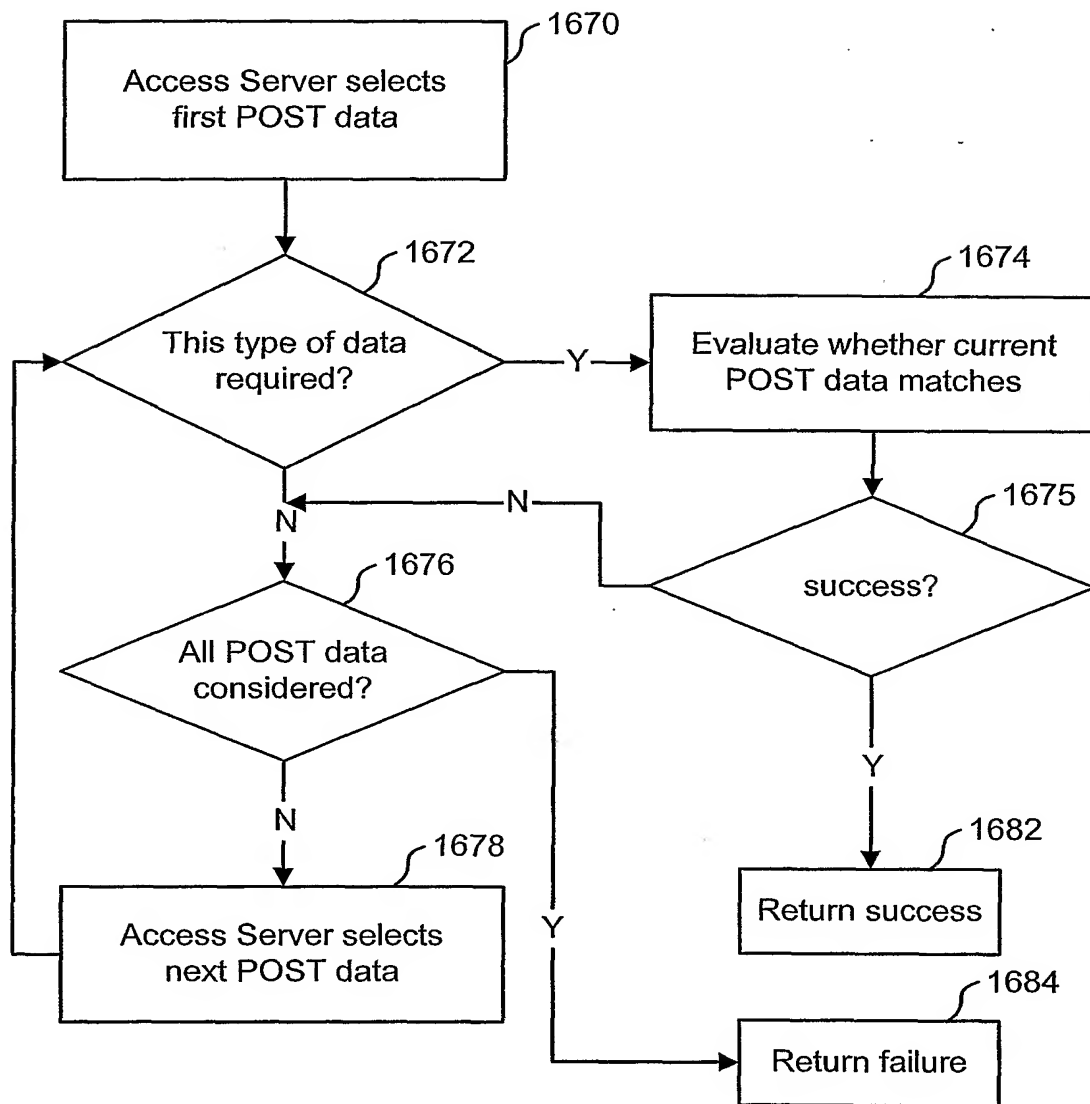 1670
Access Server selects
first POST data
1672
This type of data
required?
Y
1674
Evaluate whether current
POST data matches
N
N
1675
success?
1676
All POST data
considered?
Y
N
1678
Access Server selects
next POST data
Y
1682
Return success
1684
Return failure